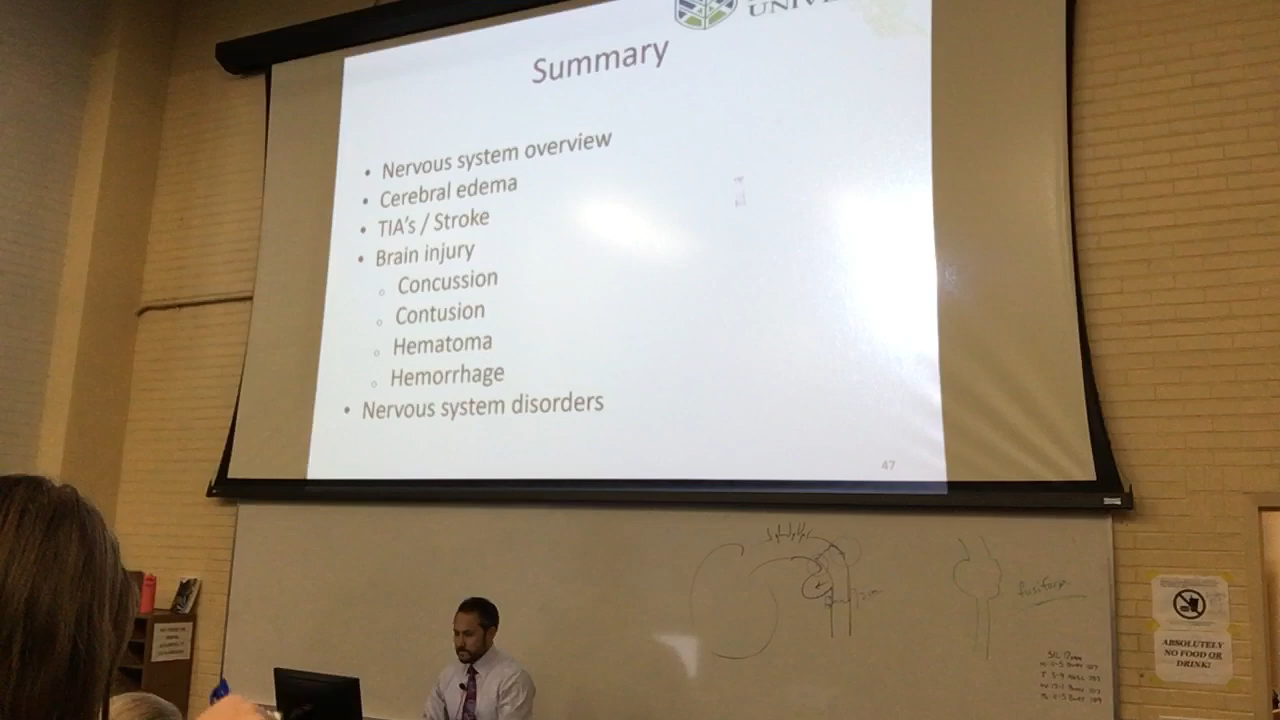 Summary
• Nervous system overview
• Cerebral edema
• TIA's / Stroke
• Brain injury
○ Concussion
○ Contusion
○ Hematoma
○ Hemorrhage
• Nervous system disorders
47
fusiform
ABSOLUTELY
NO FOOD OR
DRINK!